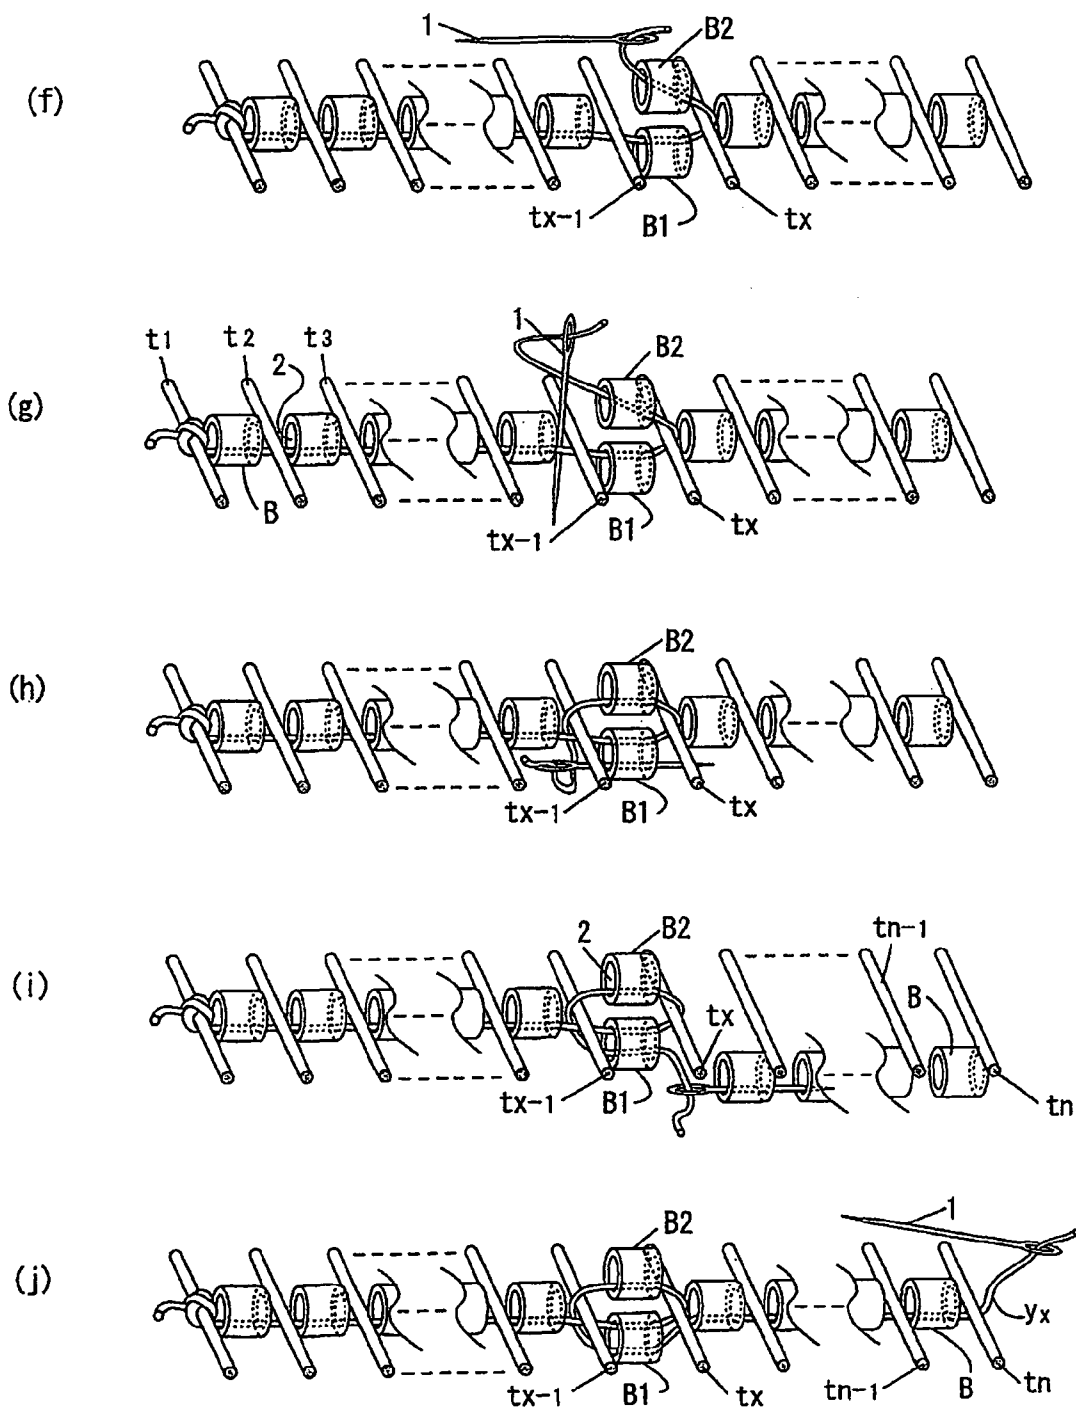 (f)
1
B2
tx-1
B1
tx
(g)
t1
t2
2
t3
1
B2
B
tx-1
B1
tx
(h)
B2
tx-1
B1
tx
(i)
2
B2
tn-1
tx
B
tx-1
B1
tn
(j)
B2
1
yx
tx-1
B1
tx
tn-1
B
tn